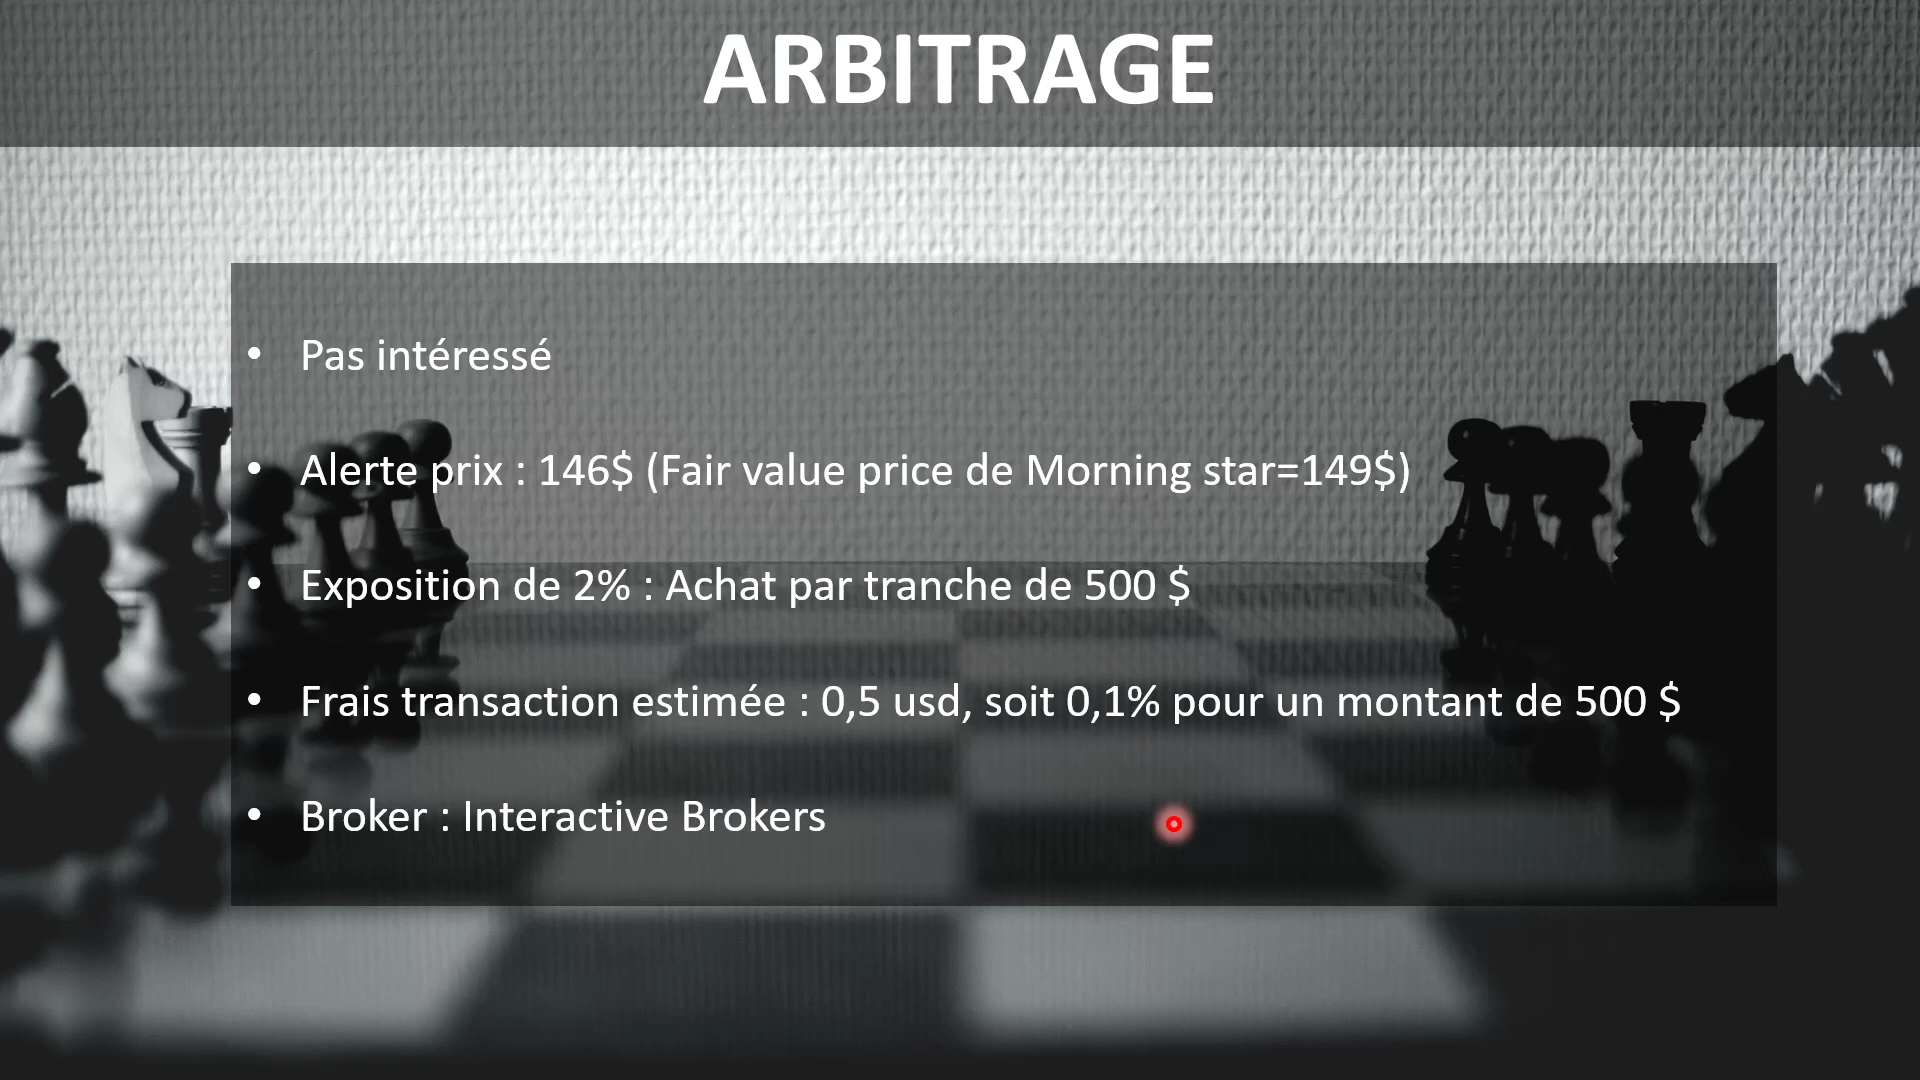 ARBITRAGE
• Pas intéressé
• Alerte prix : 146$ (Fair value price de Morning star=149$)
• Exposition de 2% : Achat par tranche de 500 $
• Frais transaction estimée : 0,5 usd, soit 0,1% pour un montant de 500 $
• Broker : Interactive Brokers